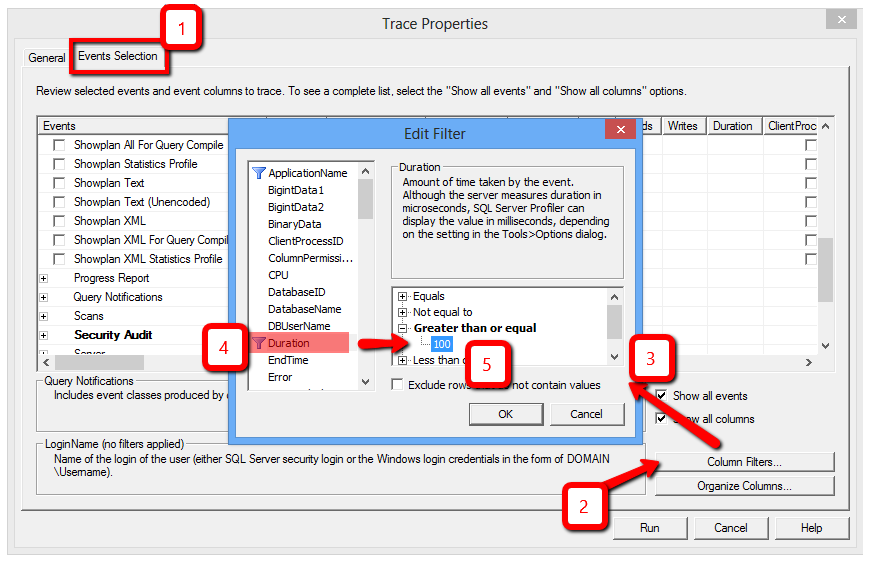 Trace Properties
1
General
Events Selection
Review selected events and event columns to trace. To see a complete list, select the "Show all events" and "Show all columns" options.
Events
Writes
Duration
ClientProc
Showplan All For Query Compile
Showplan Statistics Profile
Showplan Text
Showplan Text (Unencoded)
Showplan XML
Showplan XML For Query Compil
Showplan XML Statistics Profile
Progress Report
Query Notifications
Scans
Security Audit
Edit Filter
ApplicationName
BigintData1
BigintData2
BinaryData
ClientProcessID
ColumnPermissi...
CPU
DatabaseID
DatabaseName
DBUserName
Duration
EndTime
Error
Duration
Amount of time taken by the event.
Although the server measures duration in
microseconds, SQL Server Profiler can
display the value in milliseconds, depending
on the setting in the Tools>Options dialog.
Equals
Not equal to
Greater than or equal
100
Less than
4
5
3
Exclude rows not contain values
OK
Cancel
Query Notifications
Includes event classes produced by
Show all events
all columns
LoginName (no filters applied)
Name of the login of the user (either SQL Server security login or the Windows login credentials in the form of DOMAIN
\Username).
Column Filters...
Organize Columns...
2
Run
Cancel
Help